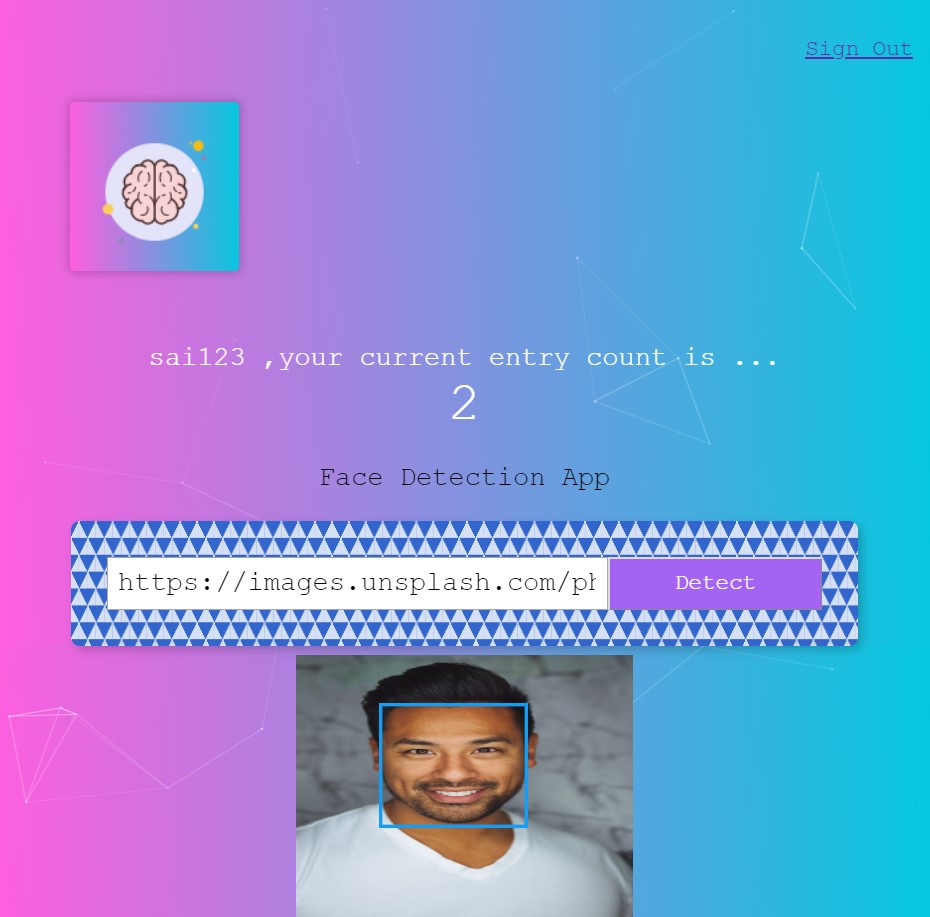 Sign Out
sai123 ,your current entry count is ...
2
Face Detection App
https://images.unsplash.com/ph
Detect